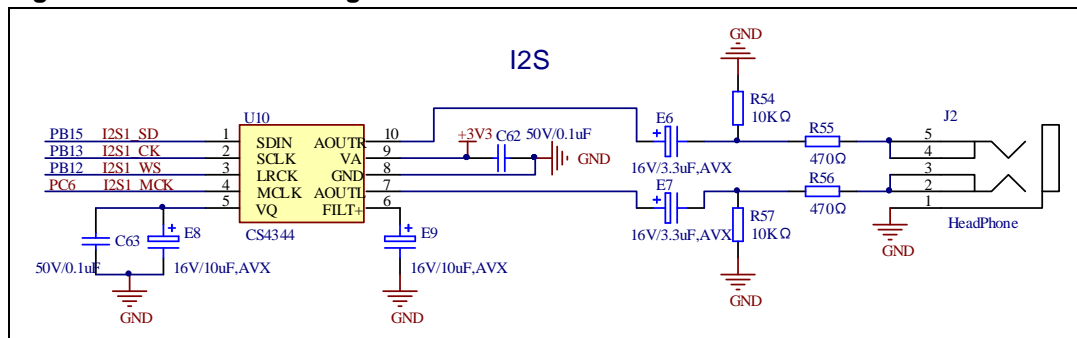 I2S
GND
R54
10KΩ
U10
PB15 I2S1_SD 1 SDIN AOUTR 10
PB13 I2S1_CK 2 SCLK VA 9
PB12 I2S1_WS 3 LRCK GND 8
PC6 I2S1_MCK 4 MCLK AOUTL 7
5 VQ FILT+ 6
CS4344
+3V3 C62 50V/0.1uF
GND
E6
16V/3.3uF,AVX
E7
16V/3.3uF,AVX
R55
470Ω
R56
470Ω
R57
10KΩ
GND
J2
5
4
3
2
1
HeadPhone
GND
C63
50V/0.1uF
E8
16V/10uF,AVX
GND
E9
16V/10uF,AVX
GND